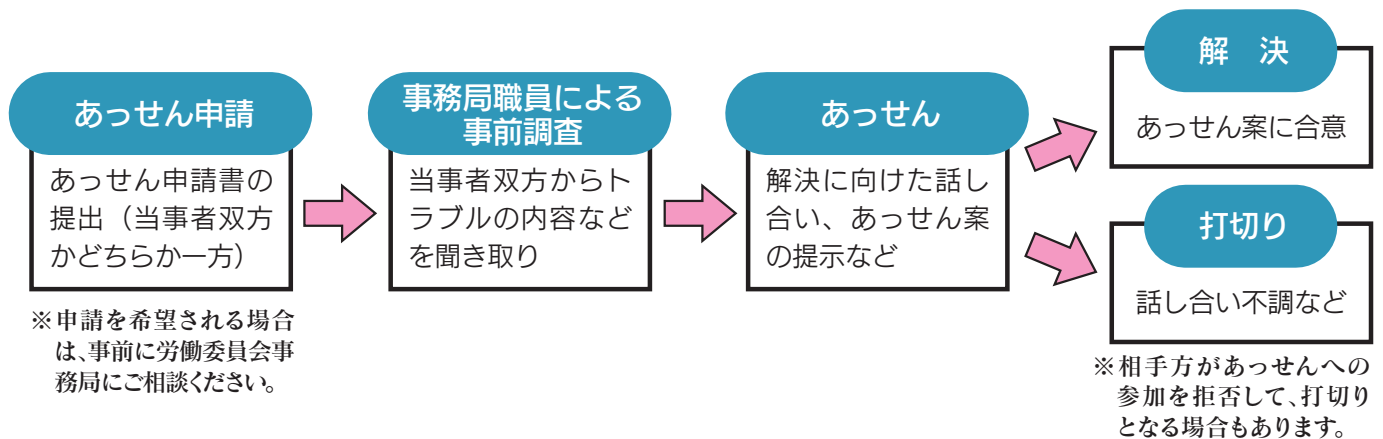 あっせん申請
あっせん申請書の
提出（当事者双方
かどちらか一方）
※申請を希望される場合
は、事前に労働委員会事
務局にご相談ください。
事務局職員による
事前調査
当事者双方からト
ラブルの内容など
を聞き取り
あっせん
解決に向けた話し
合い、あっせん案
の提示など
解　決
あっせん案に合意
打切り
話し合い不調など
※相手方があっせんへの
参加を拒否して、打切り
となる場合もあります。